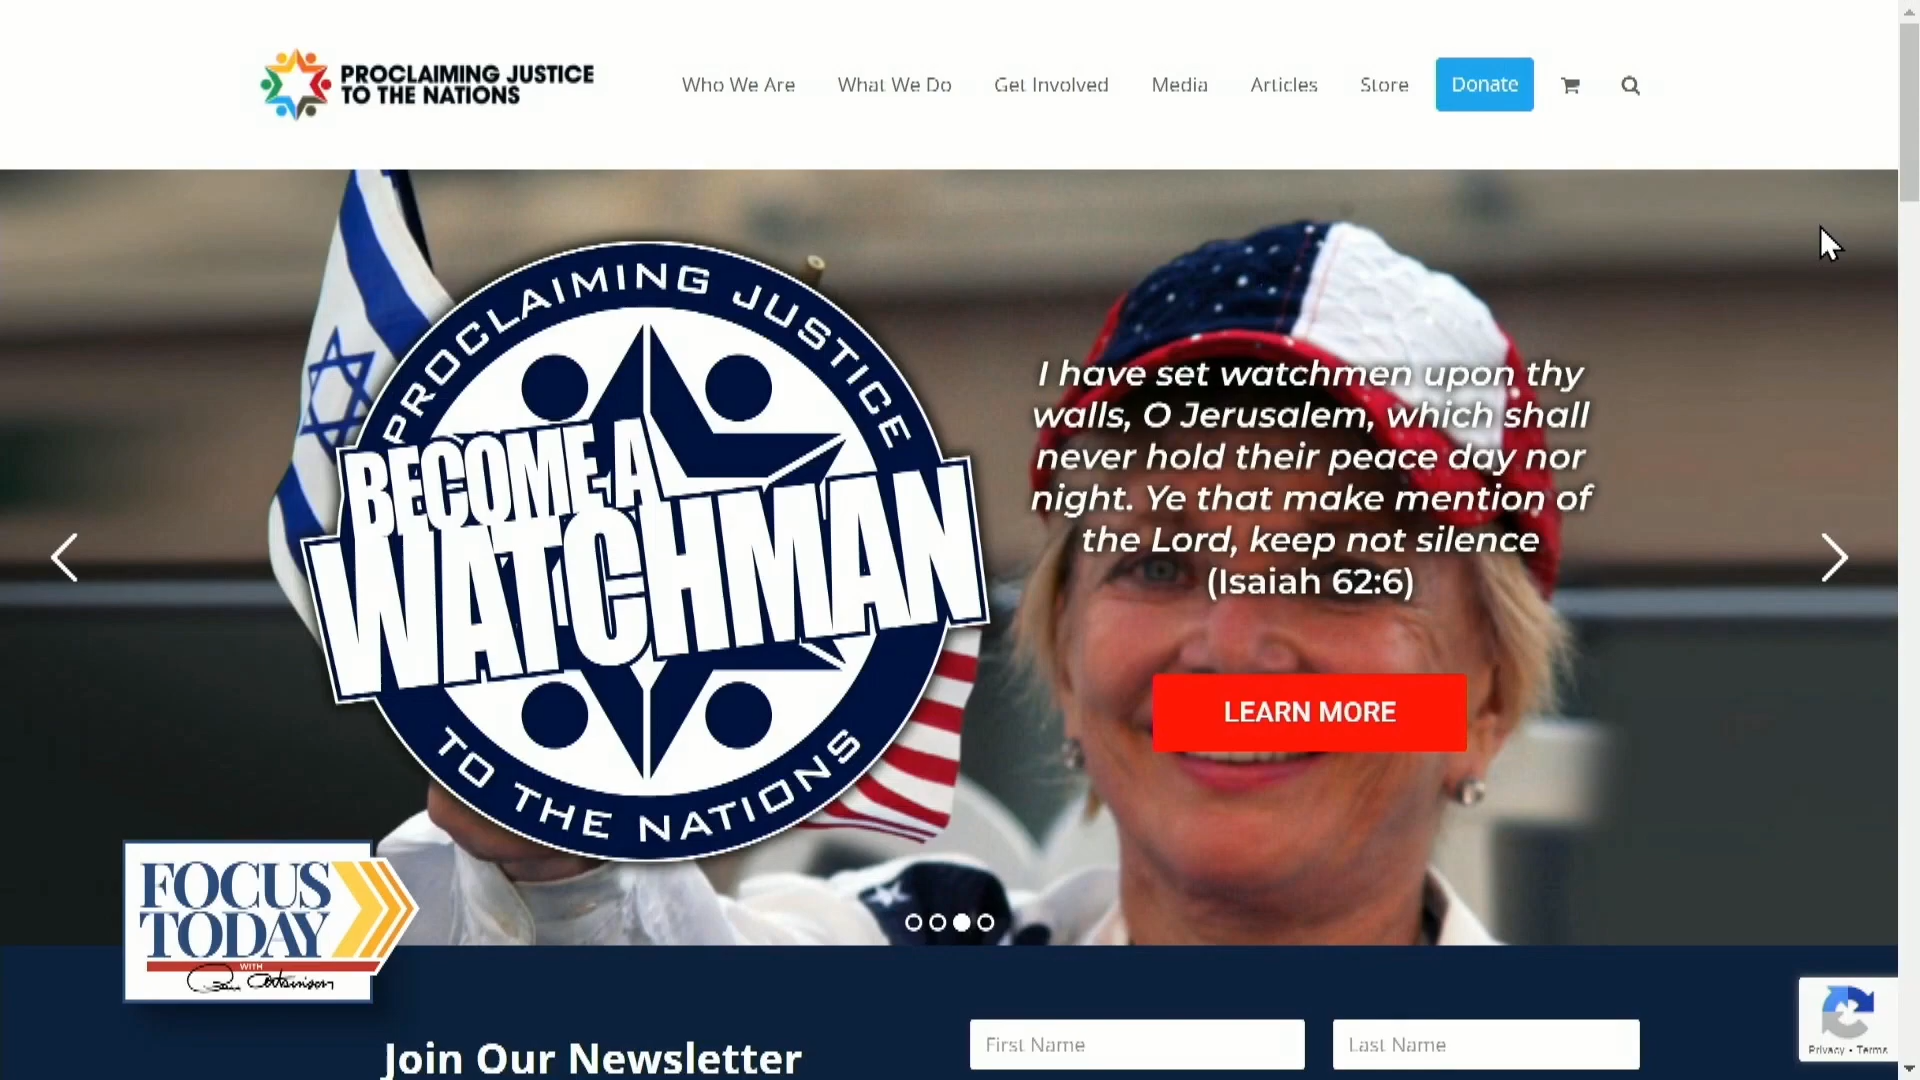 PROCLAIMING JUSTICE
TO THE NATIONS
Who We Are
What We Do
Get Involved
Media
Articles
Store
Donate
PROCLAIMING JUSTICE
BECOME A
WATCHMAN
TO THE NATIONS
I have set watchmen upon thy
walls, O Jerusalem, which shall
never hold their peace day nor
night. Ye that make mention of
the Lord, keep not silence
(Isaiah 62:6)
LEARN MORE
FOCUS
TODAY
WITH
Join Our Newsletter
First Name
Last Name
Privacy • Terms